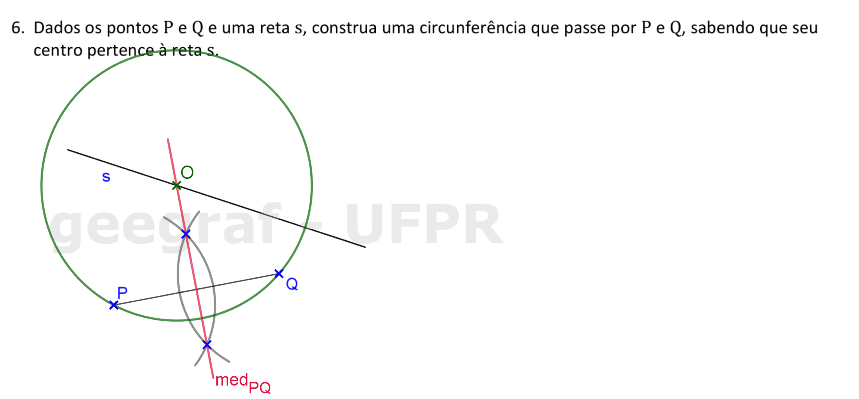 6. Dados os pontos P e Q e uma reta s, construa uma circunferência que passe por P e Q, sabendo que seu
centro pertence à reta s.
O
s
geegraf - UFPR
P
Q
med PQ